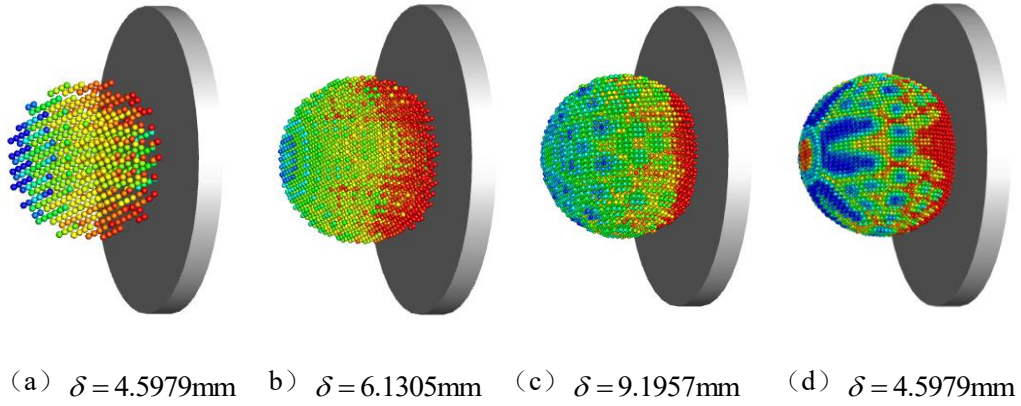 （a） δ = 4.5979mm b） δ = 6.1305mm （c） δ = 9.1957mm （d） δ = 4.5979mm